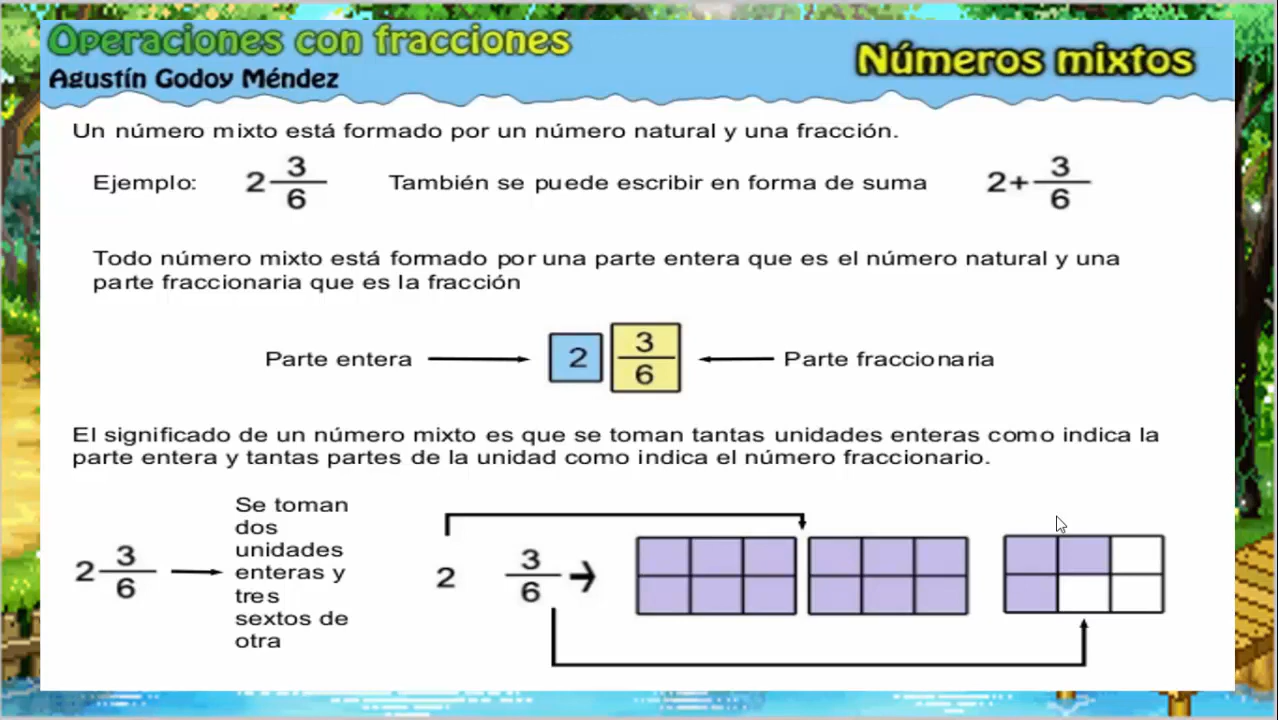 Operaciones con fracciones
Números mixtos
Agustín Godoy Méndez
Un número mixto está formado por un número natural y una fracción.
Ejemplo: 2 3/6 También se puede escribir en forma de suma 2+ 3/6
Todo número mixto está formado por una parte entera que es el número natural y una
parte fraccionaria que es la fracción
Parte entera 2 3/6 Parte fraccionaria
El significado de un número mixto es que se toman tantas unidades enteras como indica la
parte entera y tantas partes de la unidad como indica el número fraccionario.
2 3/6
Se toman
dos
unidades
enteras y
tres
sextos de
otra
2 3/6